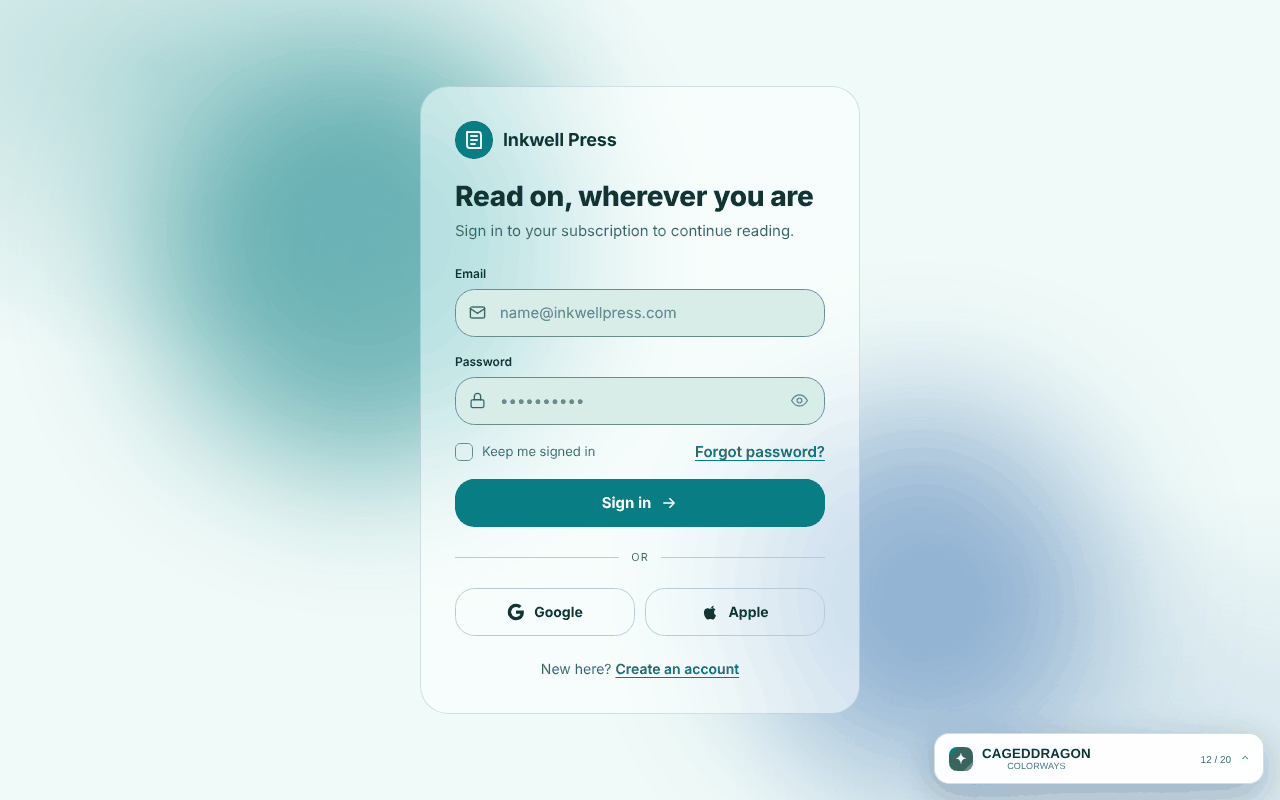 Inkwell Press
Read on, wherever you are
Sign in to your subscription to continue reading.
Email
name@inkwellpress.com
Password
••••••••••
Keep me signed in
Forgot password?
Sign in →
OR
Google
Apple
New here? Create an account
CAGEDDRAGON
COLORWAYS
12 / 20